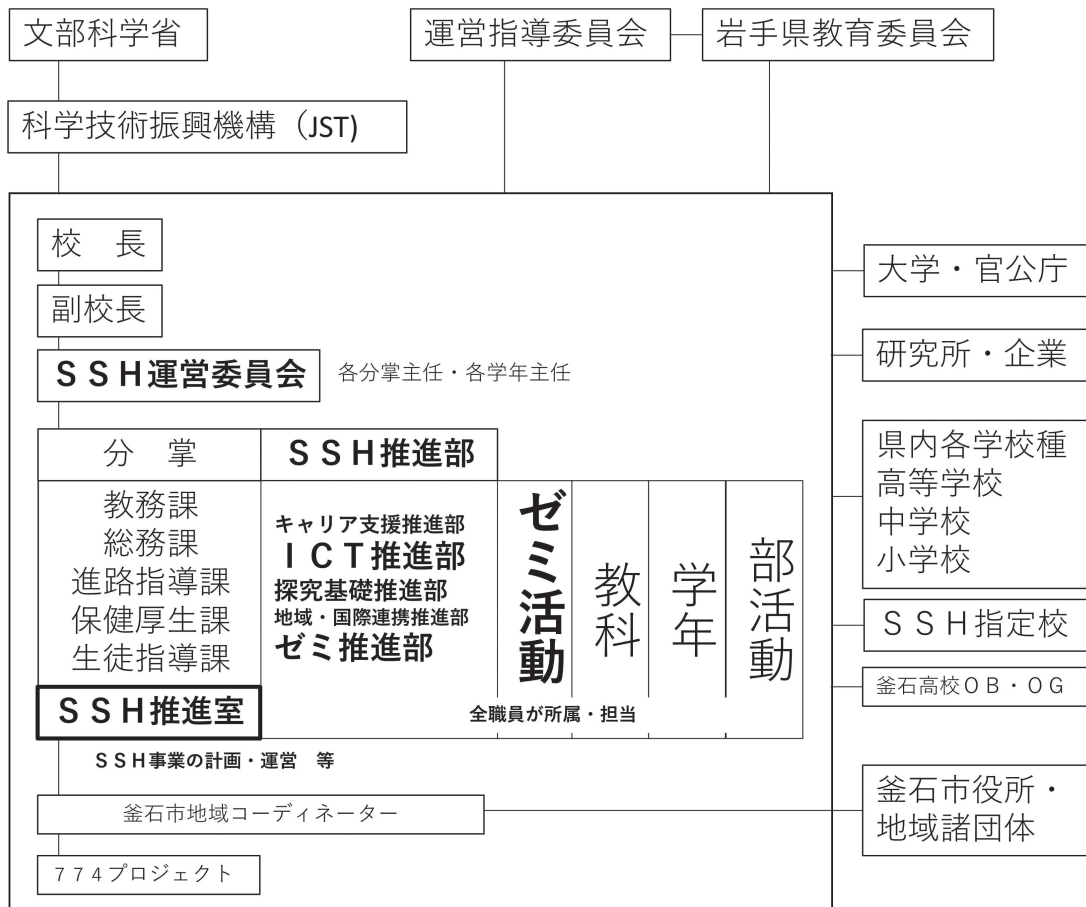 文部科学省
運営指導委員会
岩手県教育委員会
科学技術振興機構（JST)
校　長
副校長
ＳＳＨ運営委員会
各分掌主任・各学年主任
分　掌
ＳＳＨ推進部
教務課
総務課
進路指導課
保健厚生課
生徒指導課
ＳＳＨ推進室
キャリア支援推進部
ＩＣＴ推進部
探究基礎推進部
地域・国際連携推進部
ゼミ推進部
ゼミ活動
教科
学年
部活動
全職員が所属・担当
ＳＳＨ事業の計画・運営　等
釜石市地域コーディネーター
７７４プロジェクト
大学・官公庁
研究所・企業
県内各学校種
高等学校
中学校
小学校
ＳＳＨ指定校
釜石高校ＯＢ・ＯＧ
釜石市役所・
地域諸団体